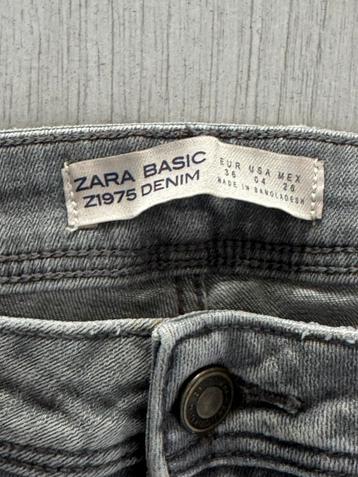 ZARA BASIC
Z1975 DENIM
EUR USA MEX
36 04 26
MADE IN BANGLADESH